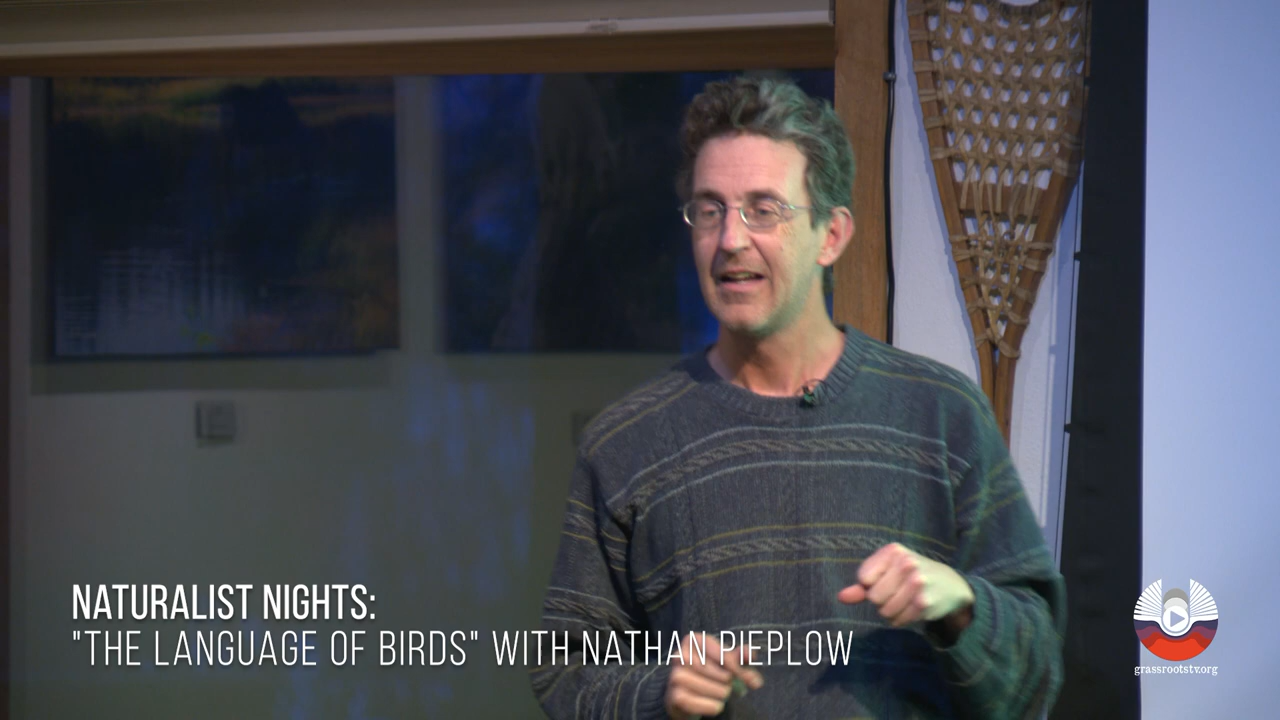 NATURALIST NIGHTS:
"THE LANGUAGE OF BIRDS" WITH NATHAN PIEPLOW
grassrootstv.org